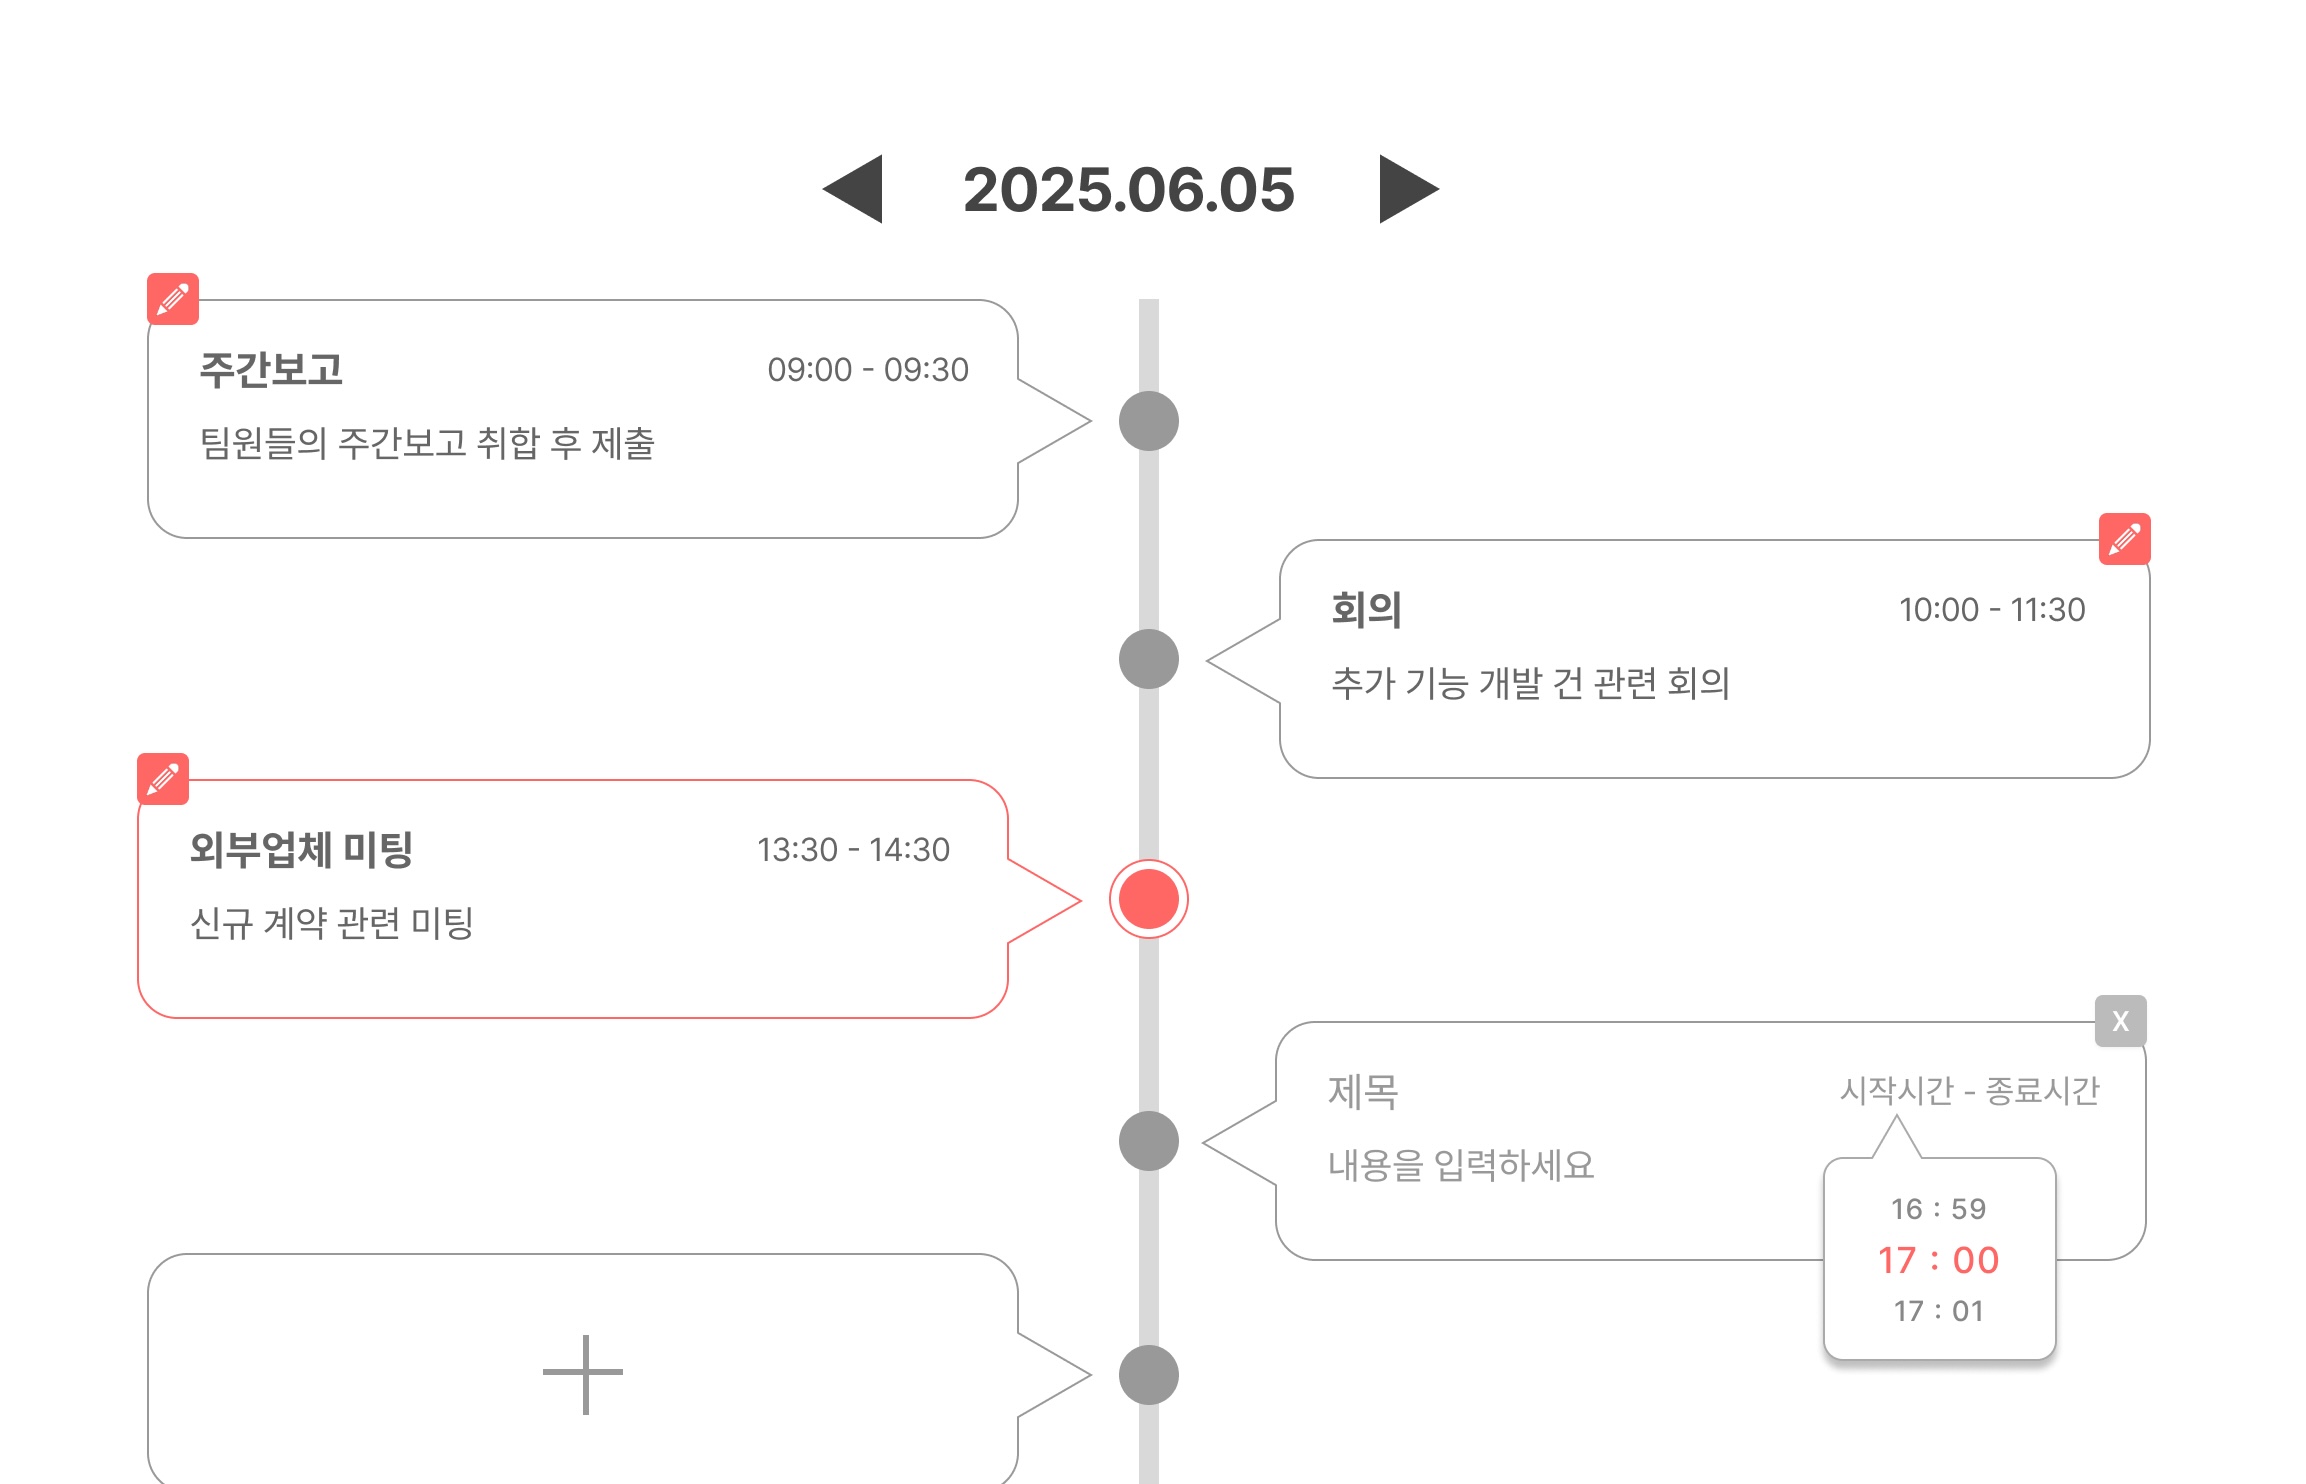 2025.06.05
주간보고 09:00 - 09:30
팀원들의 주간보고 취합 후 제출
회의 10:00 - 11:30
추가 기능 개발 건 관련 회의
외부업체 미팅 13:30 - 14:30
신규 계약 관련 미팅
X
제목 시작시간 - 종료시간
내용을 입력하세요
16 : 59
17 : 00
17 : 01